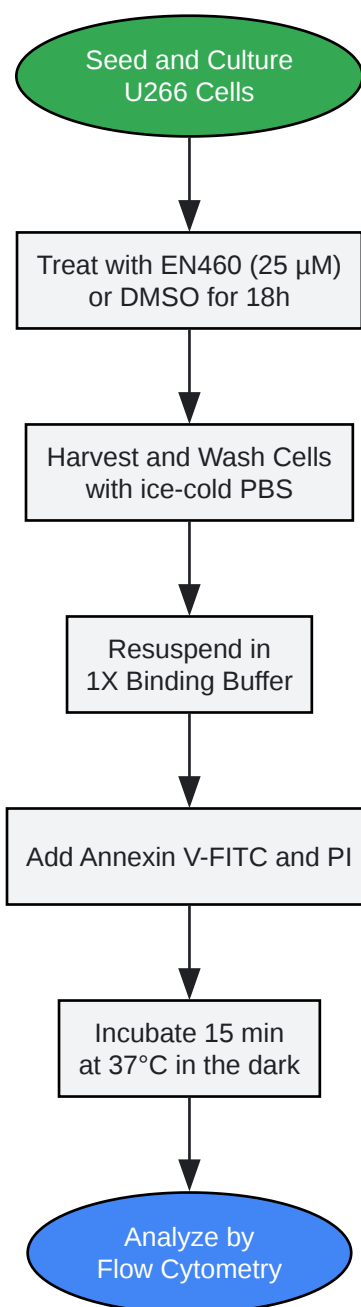 Seed and Culture
U266 Cells
Treat with EN460 (25 µM)
or DMSO for 18h
Harvest and Wash Cells
with ice-cold PBS
Resuspend in
1X Binding Buffer
Add Annexin V-FITC and PI
Incubate 15 min
at 37°C in the dark
Analyze by
Flow Cytometry